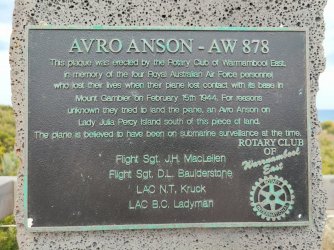 AVRO ANSON - AW 878
This plaque was erected by the Rotary Club of Warrnambool East,
in memory of the four Royal Australian Air Force personnel
who lost their lives when their plane lost contact with its base in
Mount Gambier on February 15th 1944. For reasons
unknown they tried to land the plane, an Avro Anson on
Lady Julia Percy Island south of this piece of land.
The plane is believed to have been on submarine surveillance at the time.
Flight Sgt. J.H. MacLellen
Flight Sgt. D.L. Baulderstone
LAC N.T. Kruck
LAC B.C. Ladyman
ROTARY CLUB
OF
Warrnambool
East